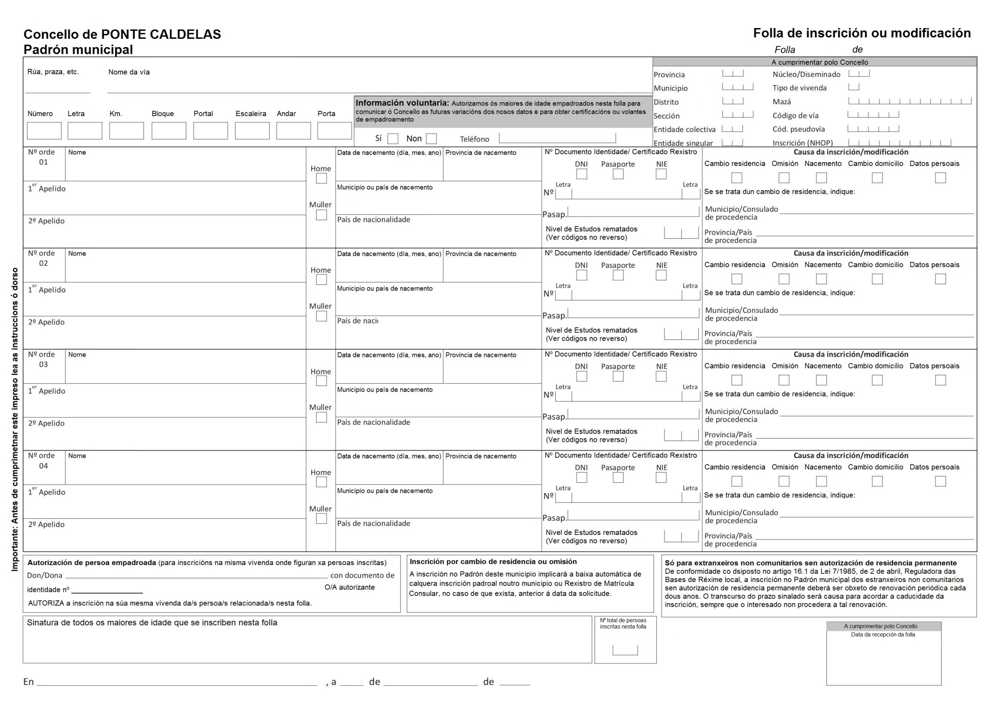 Concello de PONTE CALDELAS
Padrón municipal
Folla de inscrición ou modificación
Folla de
Rúa, praza, etc. Nome da vía
Número Letra Km. Bloque Portal Escaleira Andar Porta
Información voluntaria: Autorizamos ós maiores de idade empadroados nesta folla para
comunicar ó Concello as futuras variacións dos nosos datos e para obter certificacións ou volantes
de empadroamento
Sí Non Teléfono
A cumprimentar polo Concello
Provincia Núcleo/Diseminado
Municipio Tipo de vivenda
Distrito Mazá
Sección Código de vía
Entidade colectiva Cód. pseudovía
Entidade singular Inscrición (NHOP)
Nº orde
01
Nome
1er Apelido
2º Apelido
Home
Muller
Data de nacemento (día, mes, ano) Provincia de nacemento
Municipio ou país de nacemento
País de nacionalidade
Nº Documento Identidade/ Certificado Rexistro
DNI Pasaporte NIE
Letra Letra
Nº
Pasap.
Nivel de Estudos rematados
(Ver códigos no reverso)
Causa da inscrición/modificación
Cambio residencia Omisión Nacemento Cambio domicilio Datos persoais
Se se trata dun cambio de residencia, indique:
Municipio/Consulado
de procedencia
Provincia/País
de procedencia
Nº orde
02
Nome
1er Apelido
2º Apelido
Home
Muller
Data de nacemento (día, mes, ano) Provincia de nacemento
Municipio ou país de nacemento
País de naci
Nº Documento Identidade/ Certificado Rexistro
DNI Pasaporte NIE
Letra Letra
Nº
Pasap.
Nivel de Estudos rematados
(Ver códigos no reverso)
Causa da inscrición/modificación
Cambio residencia Omisión Nacemento Cambio domicilio Datos persoais
Se se trata dun cambio de residencia, indique:
Municipio/Consulado
de procedencia
Provincia/País
de procedencia
Nº orde
03
Nome
1er Apelido
2º Apelido
Home
Muller
Data de nacemento (día, mes, ano) Provincia de nacemento
Municipio ou país de nacemento
País de nacionalidade
Nº Documento Identidade/ Certificado Rexistro
DNI Pasaporte NIE
Letra Letra
Nº
Pasap.
Nivel de Estudos rematados
(Ver códigos no reverso)
Causa da inscrición/modificación
Cambio residencia Omisión Nacemento Cambio domicilio Datos persoais
Se se trata dun cambio de residencia, indique:
Municipio/Consulado
de procedencia
Provincia/País
de procedencia
Nº orde
04
Nome
1er Apelido
2º Apelido
Home
Muller
Data de nacemento (día, mes, ano) Provincia de nacemento
Municipio ou país de nacemento
País de nacionalidade
Nº Documento Identidade/ Certificado Rexistro
DNI Pasaporte NIE
Letra Letra
Nº
Pasap.
Nivel de Estudos rematados
(Ver códigos no reverso)
Causa da inscrición/modificación
Cambio residencia Omisión Nacemento Cambio domicilio Datos persoais
Se se trata dun cambio de residencia, indique:
Municipio/Consulado
de procedencia
Provincia/País
de procedencia
Importante: Antes de cumprimetnar este impreso lea as instruccions ó dorso
Autorización de persoa empadroada (para inscricións na misma vivenda onde figuran xa persoas inscritas)
Don/Dona con documento de
identidade nº O/A autorizante
AUTORIZA a inscrición na súa mesma vivenda da/s persoa/s relacionada/s nesta folla.
Inscrición por cambio de residencia ou omisión
A inscrición no Padrón deste municipio implicará a baixa automática de
calquera inscrición padroal noutro municipio ou Rexistro de Matrícula
Consular, no caso de que exista, anterior á data da solicitude.
Só para extranxeiros non comunitarios sen autorización de residencia permanente
De conformidade co dsiposto no artigo 16.1 da Lei 7/1985, de 2 de abril, Reguladora das
Bases de Réxime local, a inscrición no Padrón municipal dos estranxeiros non comunitarios
sen autorización de residencia permanente deberá ser obxeto de renovación periódica cada
dous anos. O transcurso do prazo sinalado será causa para acordar a caducidade da
inscrición, sempre que o interesado non procedera a tal renovación.
Sinatura de todos os maiores de idade que se inscriben nesta folla
Nº total de persoas
inscritas nesta folla
A cumprimentar polo Concello
Data da recepción da folla
En , a de de